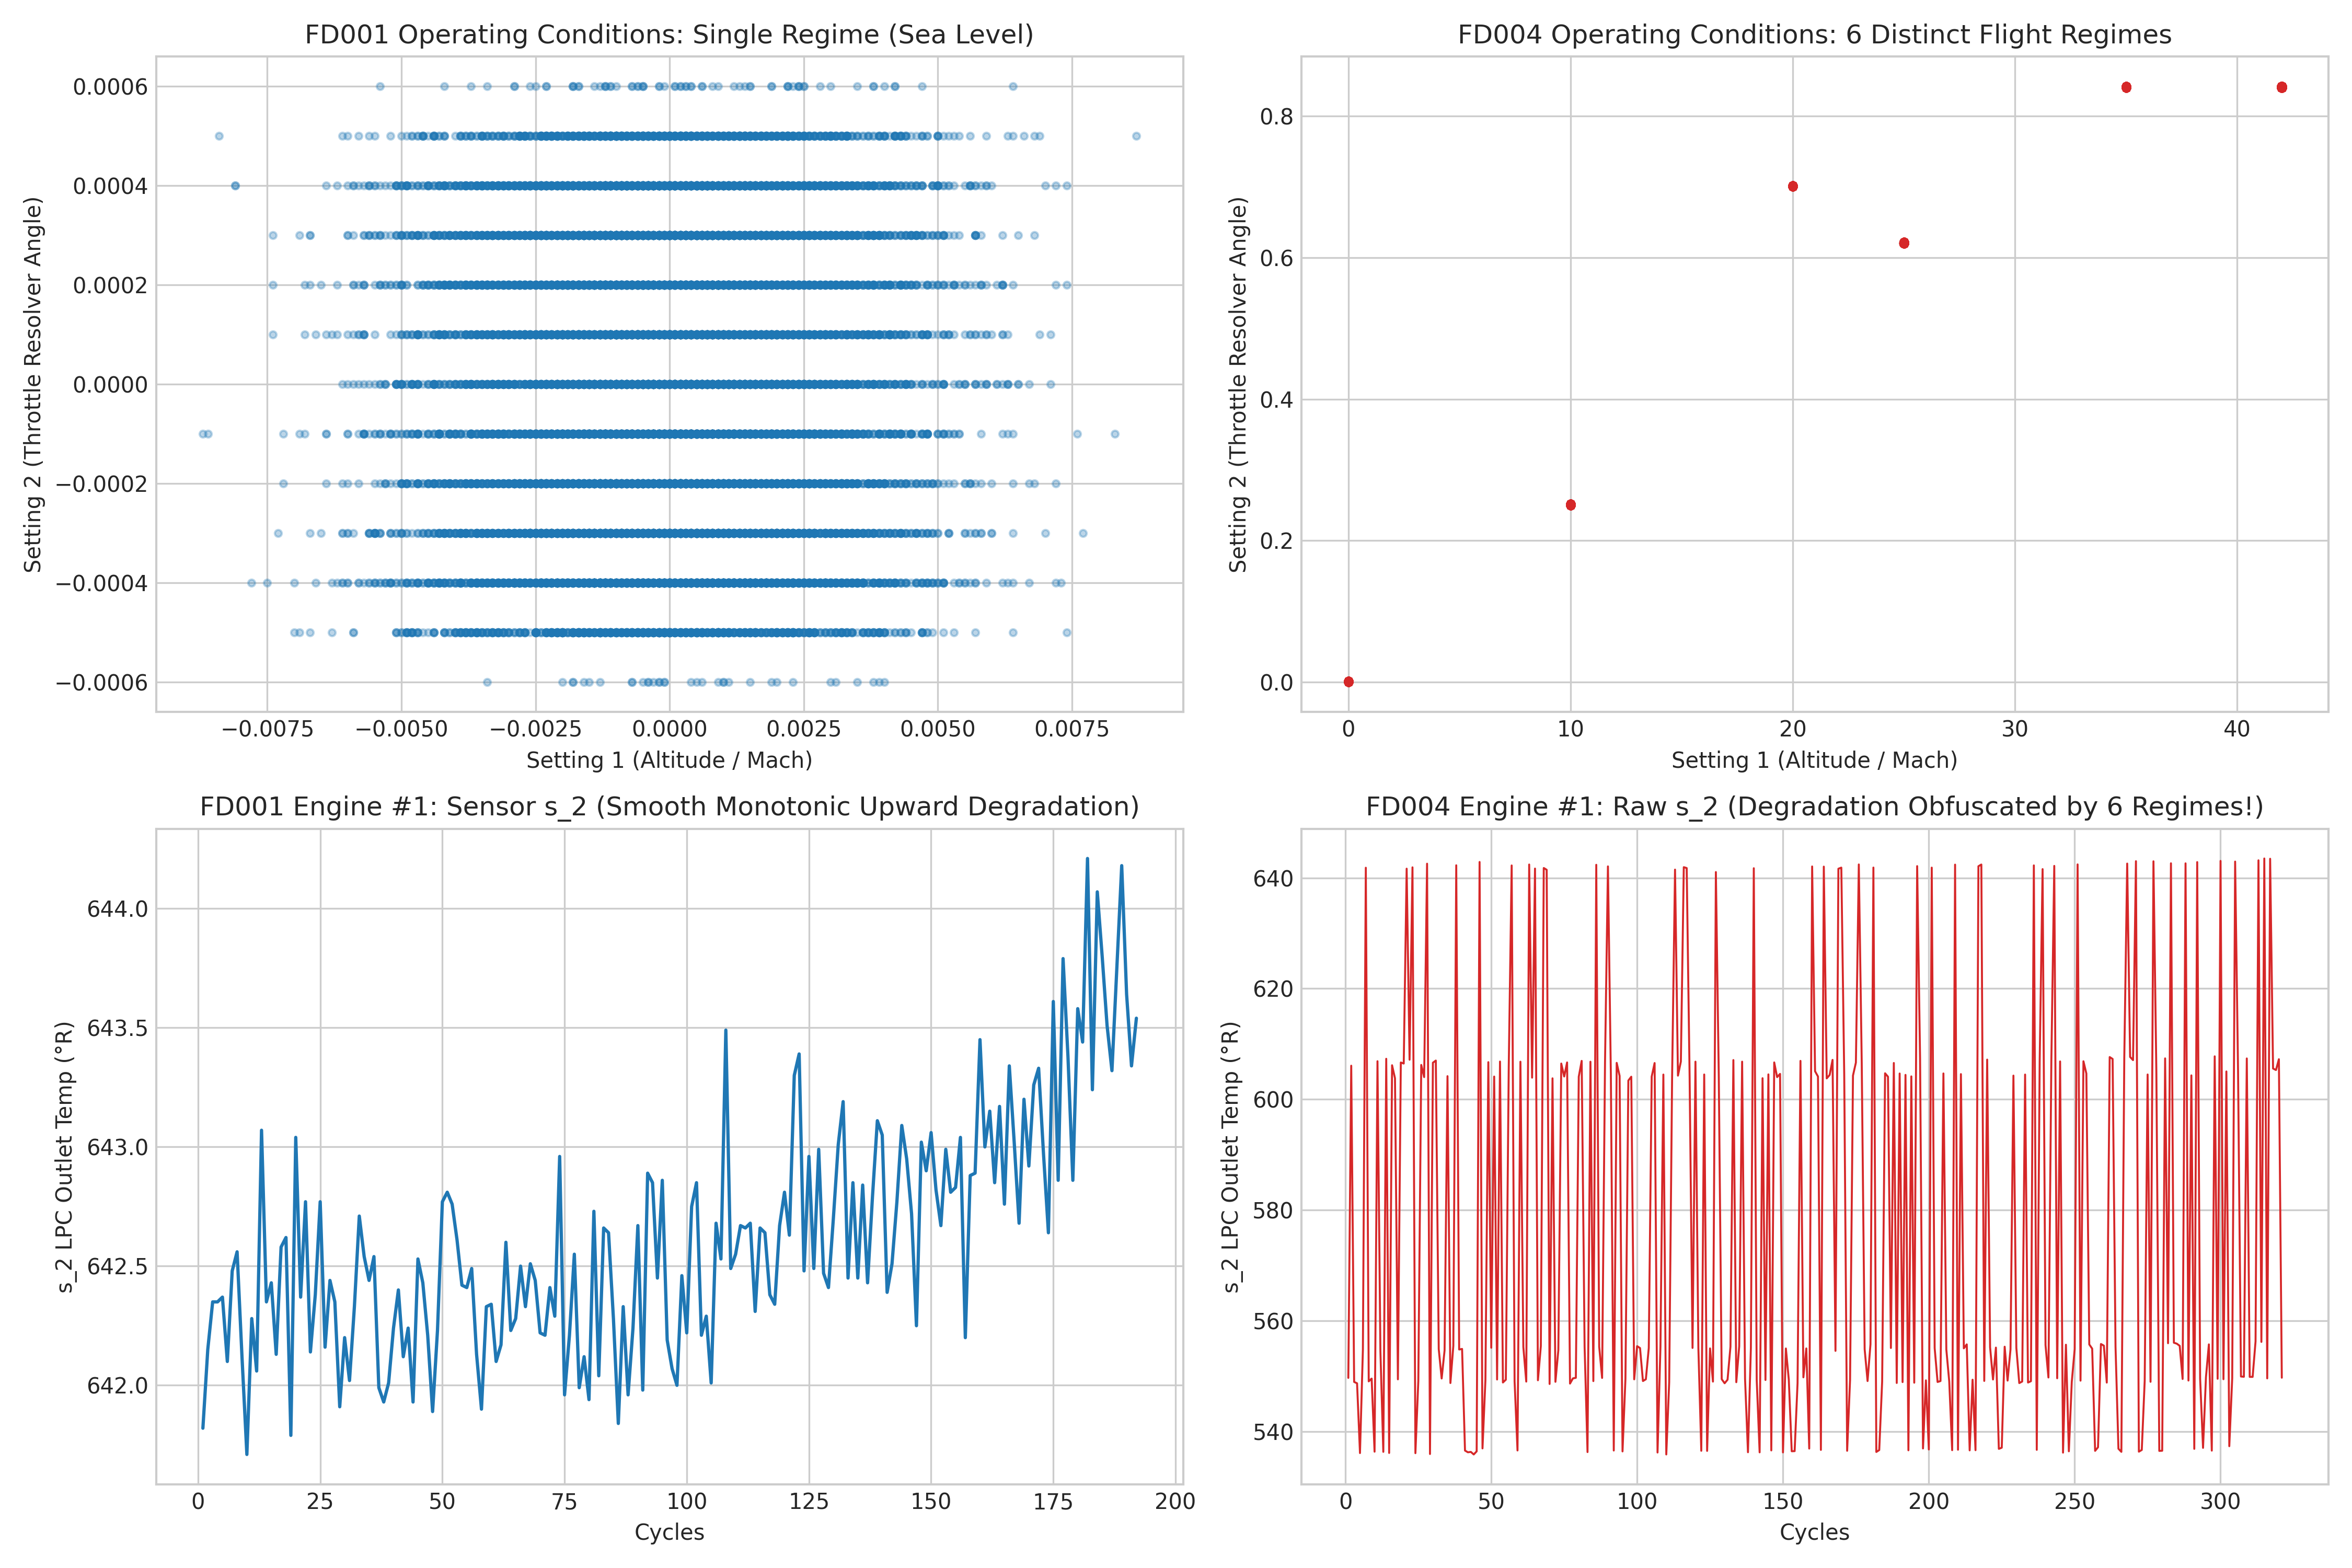 FD001 Operating Conditions: Single Regime (Sea Level)
Setting 2 (Throttle Resolver Angle)
0.0006
0.0004
0.0002
0.0000
−0.0002
−0.0004
−0.0006
−0.0075 −0.0050 −0.0025 0.0000 0.0025 0.0050 0.0075
Setting 1 (Altitude / Mach)
FD004 Operating Conditions: 6 Distinct Flight Regimes
Setting 2 (Throttle Resolver Angle)
0.8
0.6
0.4
0.2
0.0
0 10 20 30 40
Setting 1 (Altitude / Mach)
FD001 Engine #1: Sensor s_2 (Smooth Monotonic Upward Degradation)
s_2 LPC Outlet Temp (°R)
644.0
643.5
643.0
642.5
642.0
0 25 50 75 100 125 150 175 200
Cycles
FD004 Engine #1: Raw s_2 (Degradation Obfuscated by 6 Regimes!)
s_2 LPC Outlet Temp (°R)
640
620
600
580
560
540
0 50 100 150 200 250 300
Cycles